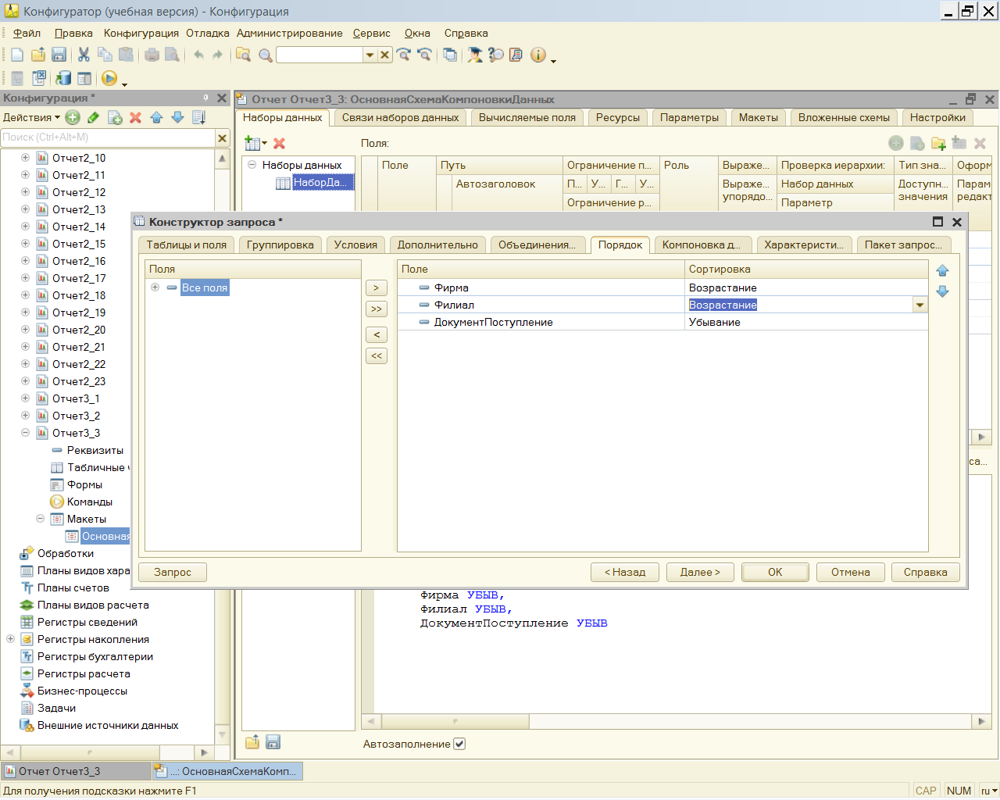 Конфигуратор (учебная версия) - Конфигурация
Файл Правка Конфигурация Отладка Администрирование Сервис Окна Справка
Конфигурация *
Действия
Поиск (Ctrl+Alt+M)
Отчет2_10
Отчет2_11
Отчет2_12
Отчет2_13
Отчет2_14
Отчет2_15
Отчет2_16
Отчет2_17
Отчет2_18
Отчет2_19
Отчет2_20
Отчет2_21
Отчет2_22
Отчет2_23
Отчет3_1
Отчет3_2
Отчет3_3
Реквизиты
Табличные ч
Формы
Команды
Макеты
Основная
Обработки
Планы видов хара
Планы счетов
Планы видов расчета
Регистры сведений
Регистры накопления
Регистры бухгалтерии
Регистры расчета
Бизнес-процессы
Задачи
Внешние источники данных
Отчет Отчет3_3: ОсновнаяСхемаКомпоновкиДанных
Наборы данных Связи наборов данных Вычисляемые поля Ресурсы Параметры Макеты Вложенные схемы Настройки
Поля:
Наборы данных
НаборДа...
Поле Путь Ограничение п... Роль Выраже... Проверка иерархии: Тип зна... Оформ
Автозаголовок П... У... Г... У... Выраже... упорядо... Набор данных Доступн... значения Парам редакт
Ограничение р... Параметр
са...
Конструктор запроса *
Таблицы и поля Группировка Условия Дополнительно Объединения... Порядок Компоновка д... Характеристи... Пакет запрос...
Поля
Все поля
> 
>>
<
<<
Поле Сортировка
Фирма Возрастание
Филиал Возрастание
ДокументПоступление Убывание
Запрос < Назад Далее > OK Отмена Справка
Фирма УБЫВ,
Филиал УБЫВ,
ДокументПоступление УБЫВ
Автозаполнение
Отчет Отчет3_3 ...: ОсновнаяСхемаКомп...
Для получения подсказки нажмите F1 CAP NUM ru